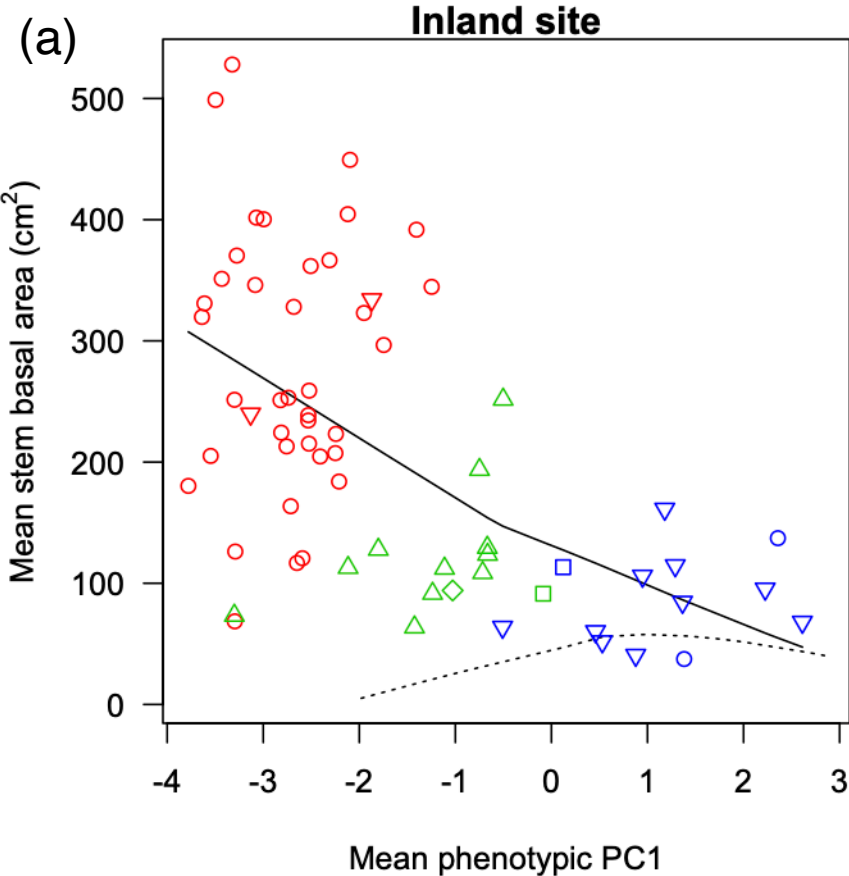 (a)
Inland site
Mean stem basal area (cm²)
500
400
300
200
100
0
-4 -3 -2 -1 0 1 2 3
Mean phenotypic PC1